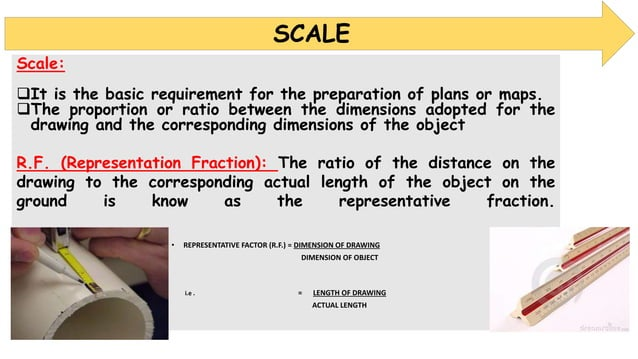 SCALE
Scale:
❑It is the basic requirement for the preparation of plans or maps.
❑The proportion or ratio between the dimensions adopted for the
drawing and the corresponding dimensions of the object
R.F. (Representation Fraction): The ratio of the distance on the
drawing to the corresponding actual length of the object on the
ground is know as the representative fraction.
• REPRESENTATIVE FACTOR (R.F.) = DIMENSION OF DRAWING
DIMENSION OF OBJECT
i.e . = LENGTH OF DRAWING
ACTUAL LENGTH